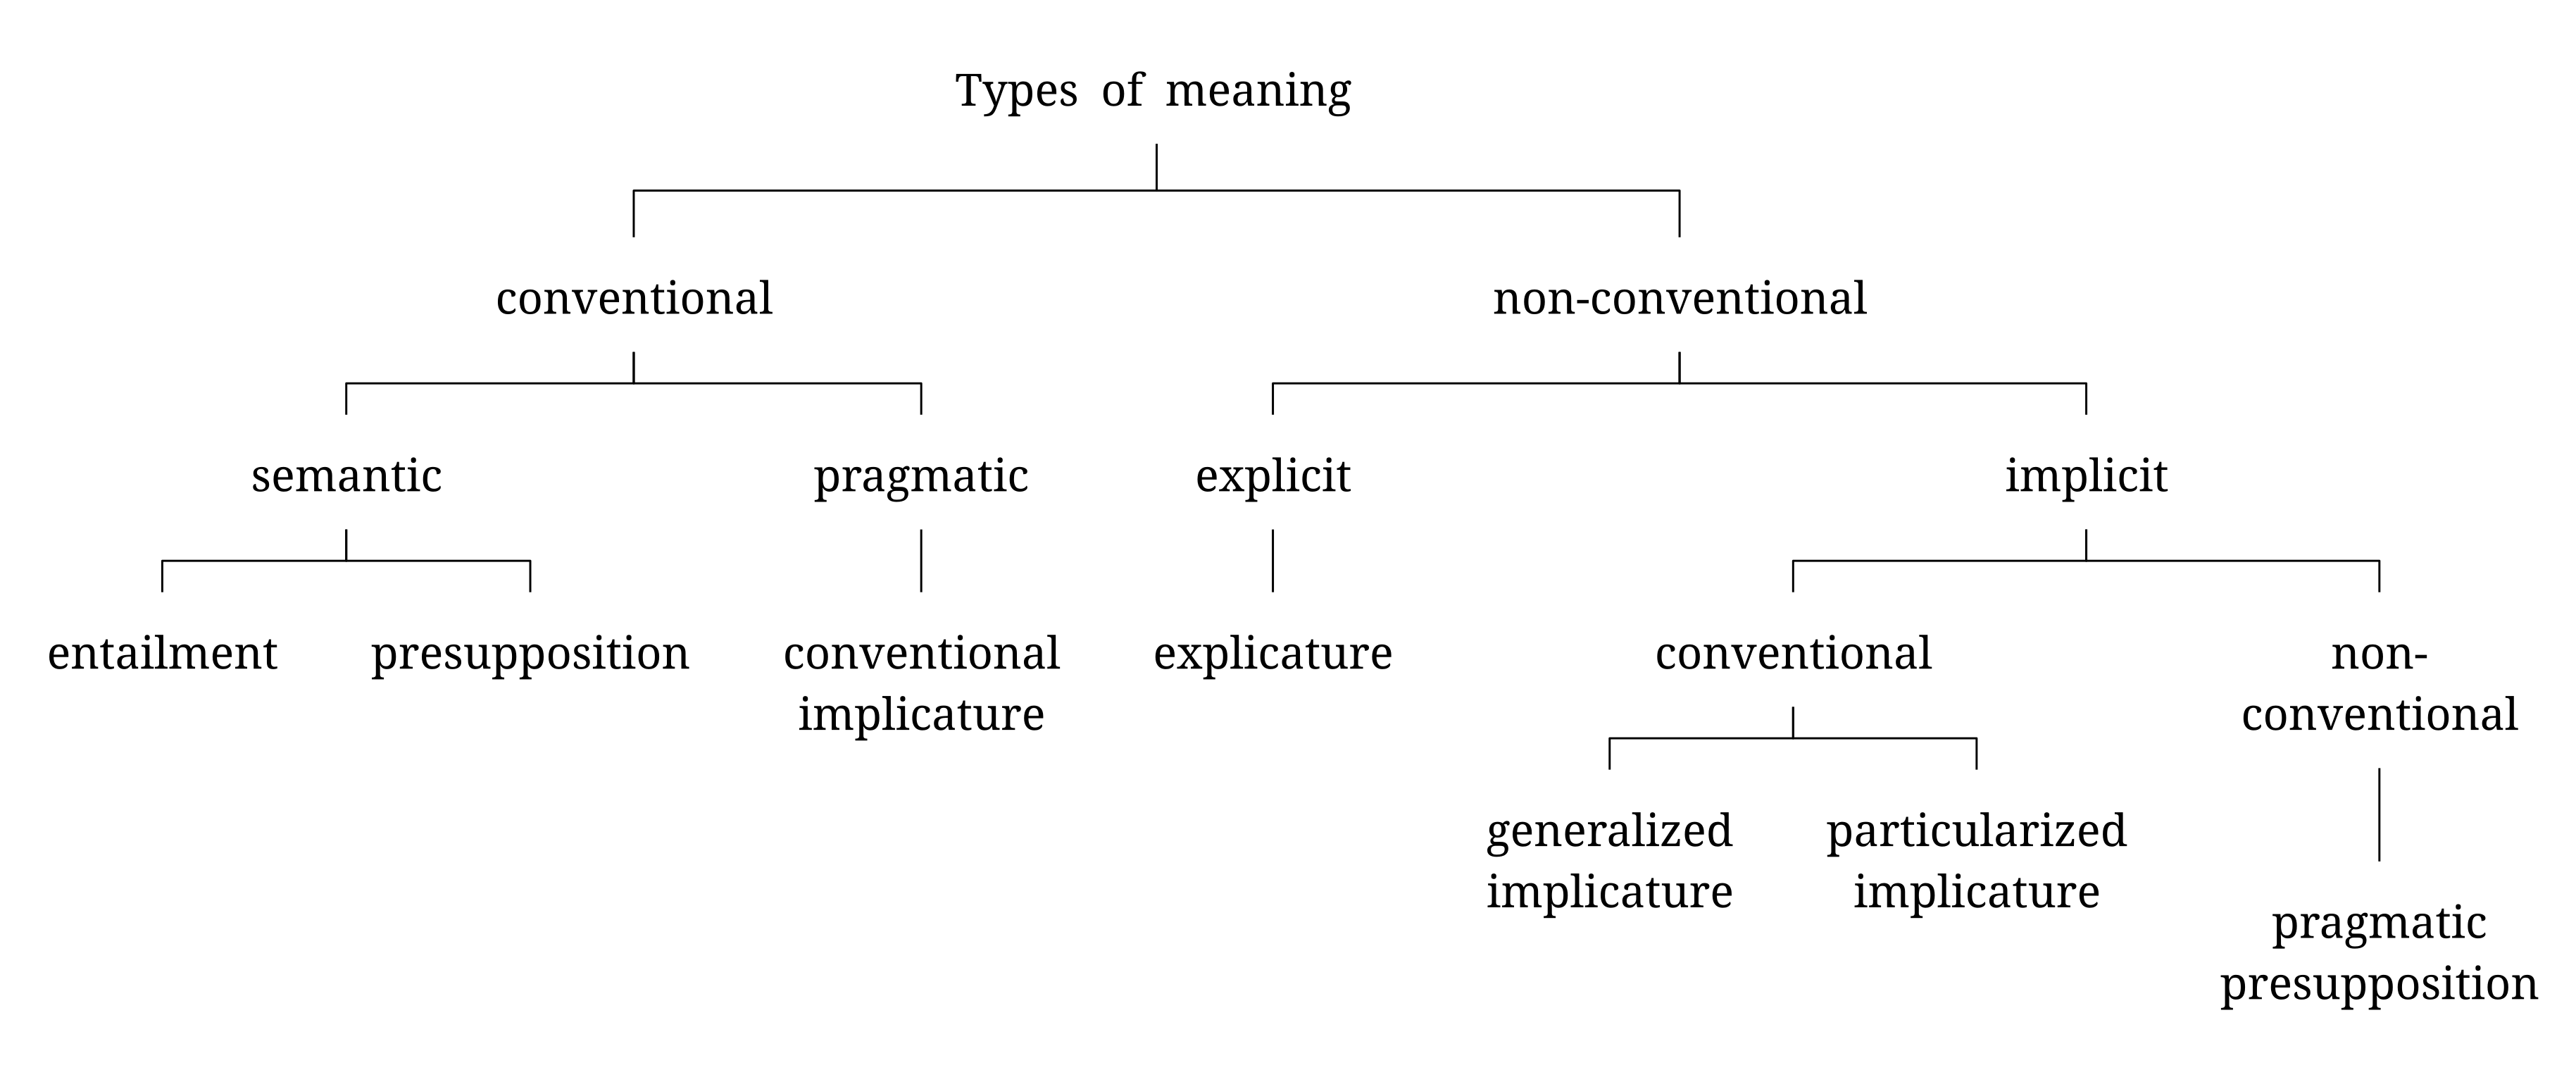 Types of meaning
conventional
non-conventional
semantic
pragmatic
explicit
implicit
entailment
presupposition
conventional
implicature
explicature
conventional
non-
conventional
generalized
implicature
particularized
implicature
pragmatic
presupposition